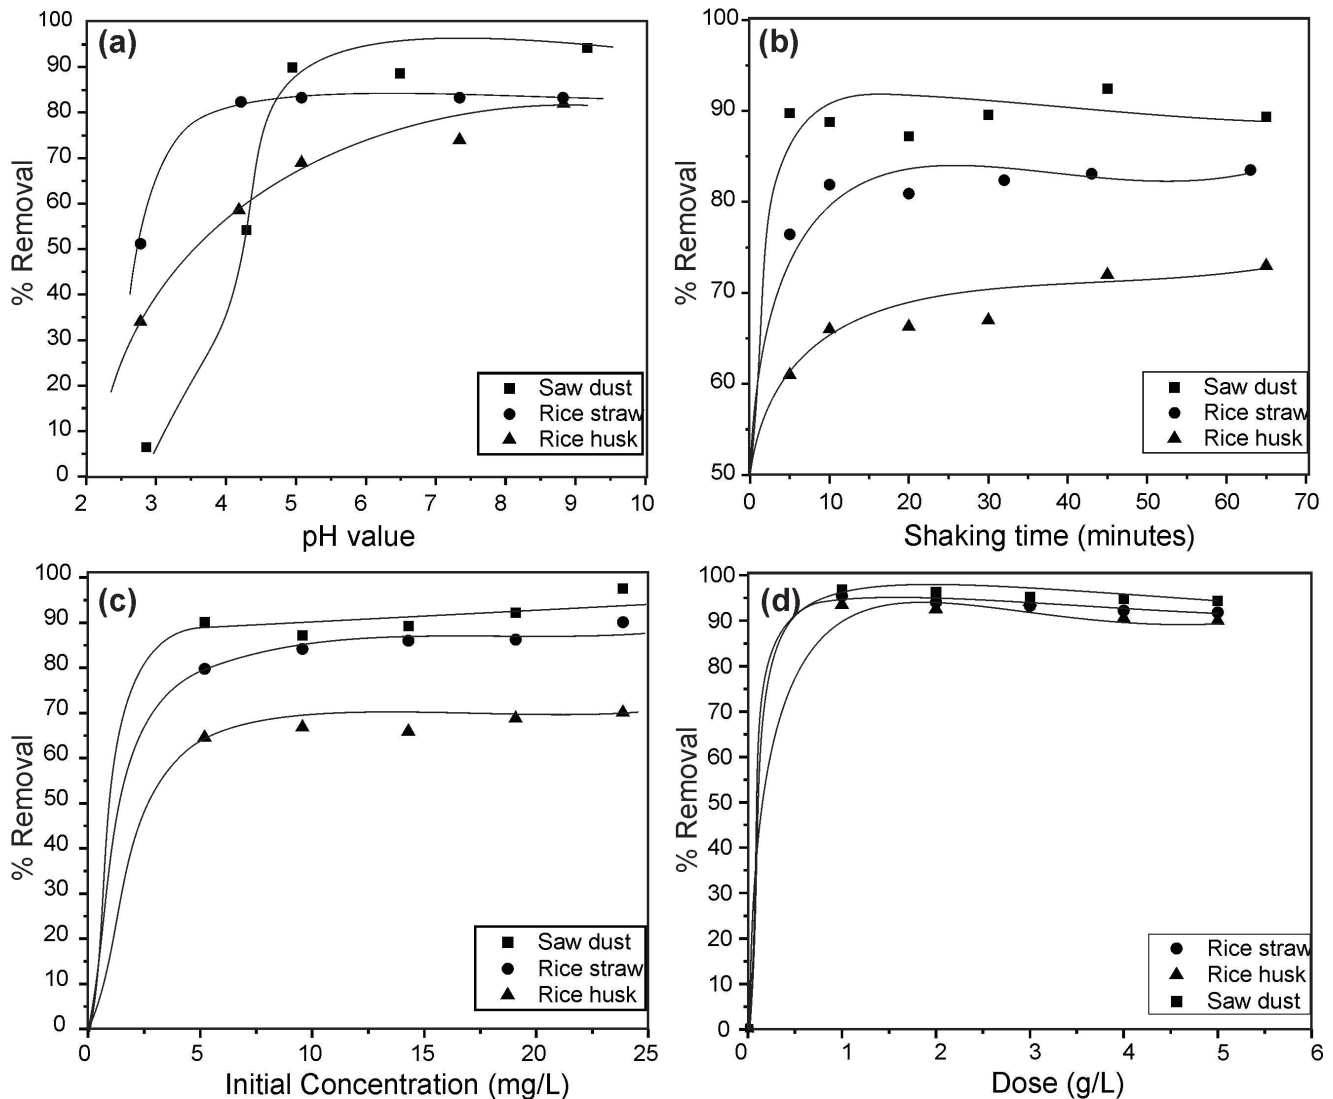 (a)
100
90
80
70
60
50
40
30
20
10
0
% Removal
2 3 4 5 6 7 8 9 10
pH value
Saw dust
Rice straw
Rice husk
(b)
100
90
80
70
60
50
% Removal
0 10 20 30 40 50 60 70
Shaking time (minutes)
Saw dust
Rice straw
Rice husk
(c)
100
90
80
70
60
50
40
30
20
10
0
% Removal
0 5 10 15 20 25
Initial Concentration (mg/L)
Saw dust
Rice straw
Rice husk
(d)
100
90
80
70
60
50
40
30
20
10
0
% Removal
0 1 2 3 4 5 6
Dose (g/L)
Rice straw
Rice husk
Saw dust